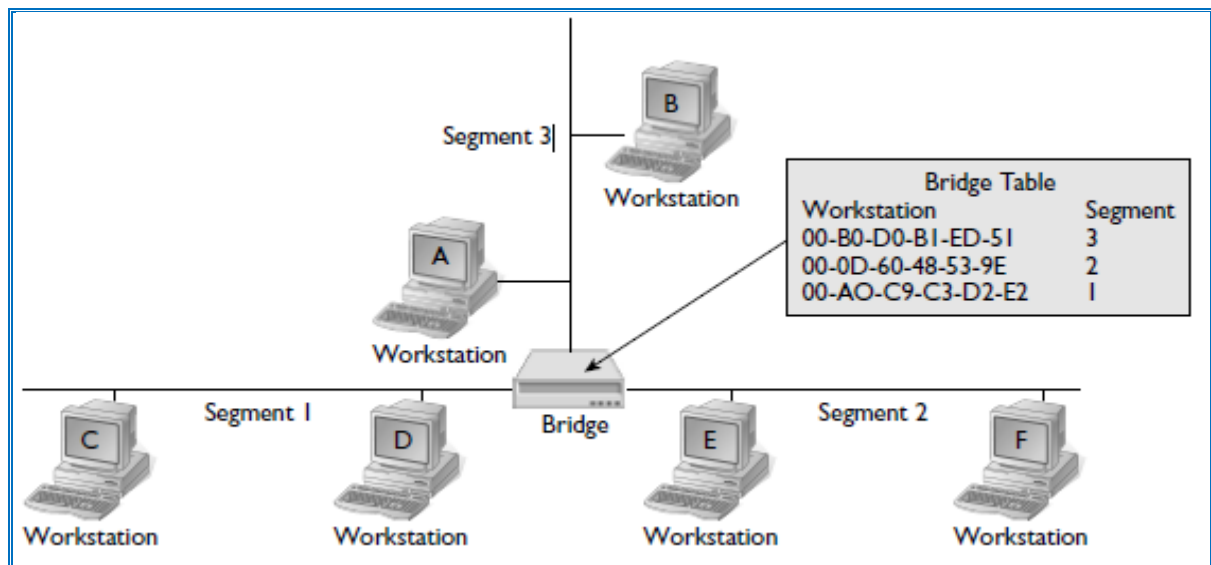 B
Segment 3
Workstation
Bridge Table
Workstation Segment
00-B0-D0-B1-ED-51 3
00-0D-60-48-53-9E 2
00-AO-C9-C3-D2-E2 1
A
Workstation
Segment 1
Bridge
Segment 2
C
D
E
F
Workstation
Workstation
Workstation
Workstation